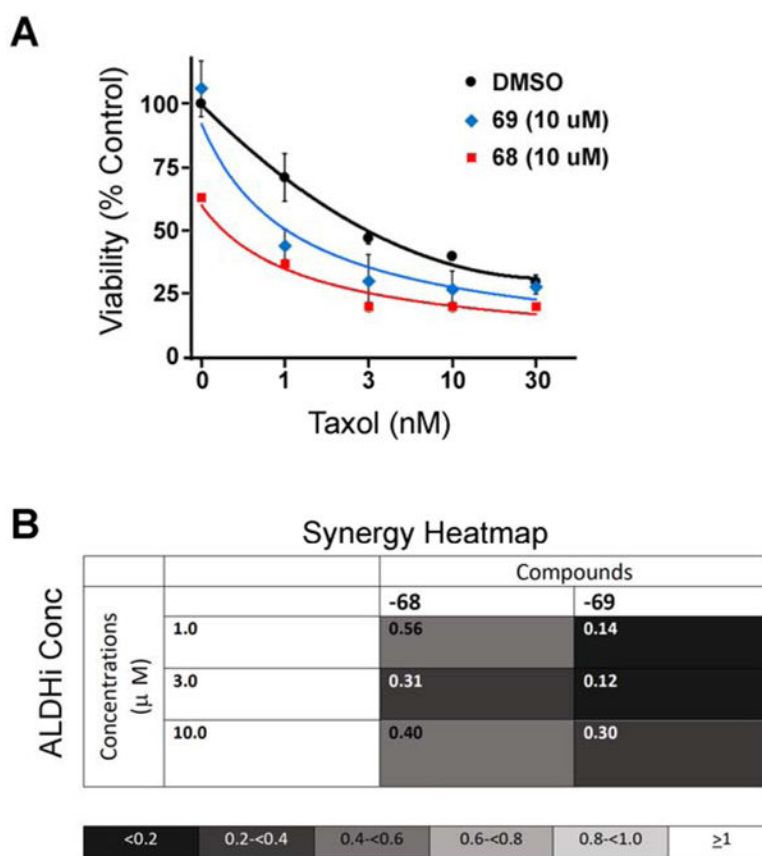 A
DMSO
69 (10 uM)
68 (10 uM)
Viability (% Control)
100
75
50
25
0
0 1 3 10 30
Taxol (nM)
B
Synergy Heatmap
ALDHi Conc
Concentrations
(μ M)
Compounds
-68 -69
1.0 0.56 0.14
3.0 0.31 0.12
10.0 0.40 0.30
<0.2 0.2-<0.4 0.4-<0.6 0.6-<0.8 0.8-<1.0 ≥1